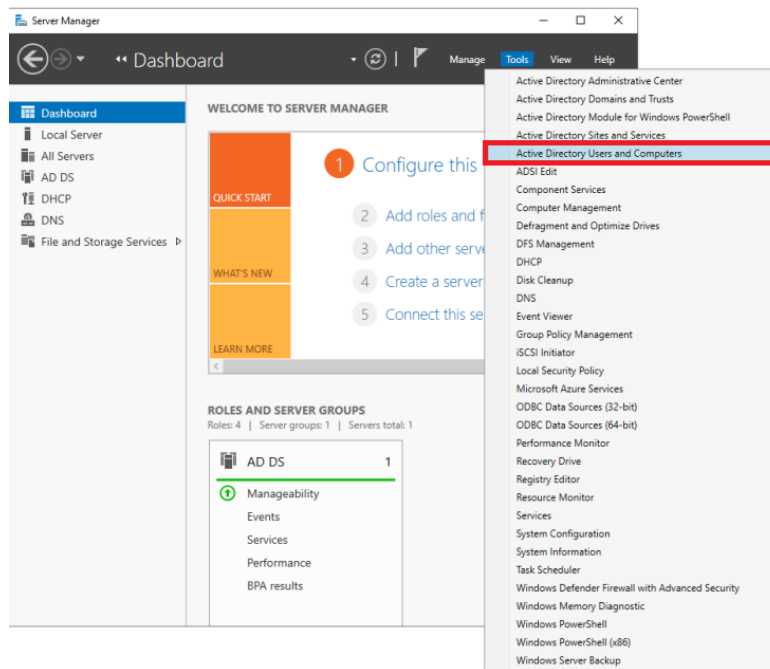 Server Manager
Dashboard
Manage
Tools
View
Help
Dashboard
Local Server
All Servers
AD DS
DHCP
DNS
File and Storage Services
WELCOME TO SERVER MANAGER
QUICK START
WHAT'S NEW
LEARN MORE
1 Configure this
2 Add roles and f
3 Add other serve
4 Create a server
5 Connect this se
ROLES AND SERVER GROUPS
Roles: 4 | Server groups: 1 | Servers total: 1
AD DS 1
Manageability
Events
Services
Performance
BPA results
Active Directory Administrative Center
Active Directory Domains and Trusts
Active Directory Module for Windows PowerShell
Active Directory Sites and Services
Active Directory Users and Computers
ADSI Edit
Component Services
Computer Management
Defragment and Optimize Drives
DFS Management
DHCP
Disk Cleanup
DNS
Event Viewer
Group Policy Management
iSCSI Initiator
Local Security Policy
Microsoft Azure Services
ODBC Data Sources (32-bit)
ODBC Data Sources (64-bit)
Performance Monitor
Recovery Drive
Registry Editor
Resource Monitor
Services
System Configuration
System Information
Task Scheduler
Windows Defender Firewall with Advanced Security
Windows Memory Diagnostic
Windows PowerShell
Windows PowerShell (x86)
Windows Server Backup